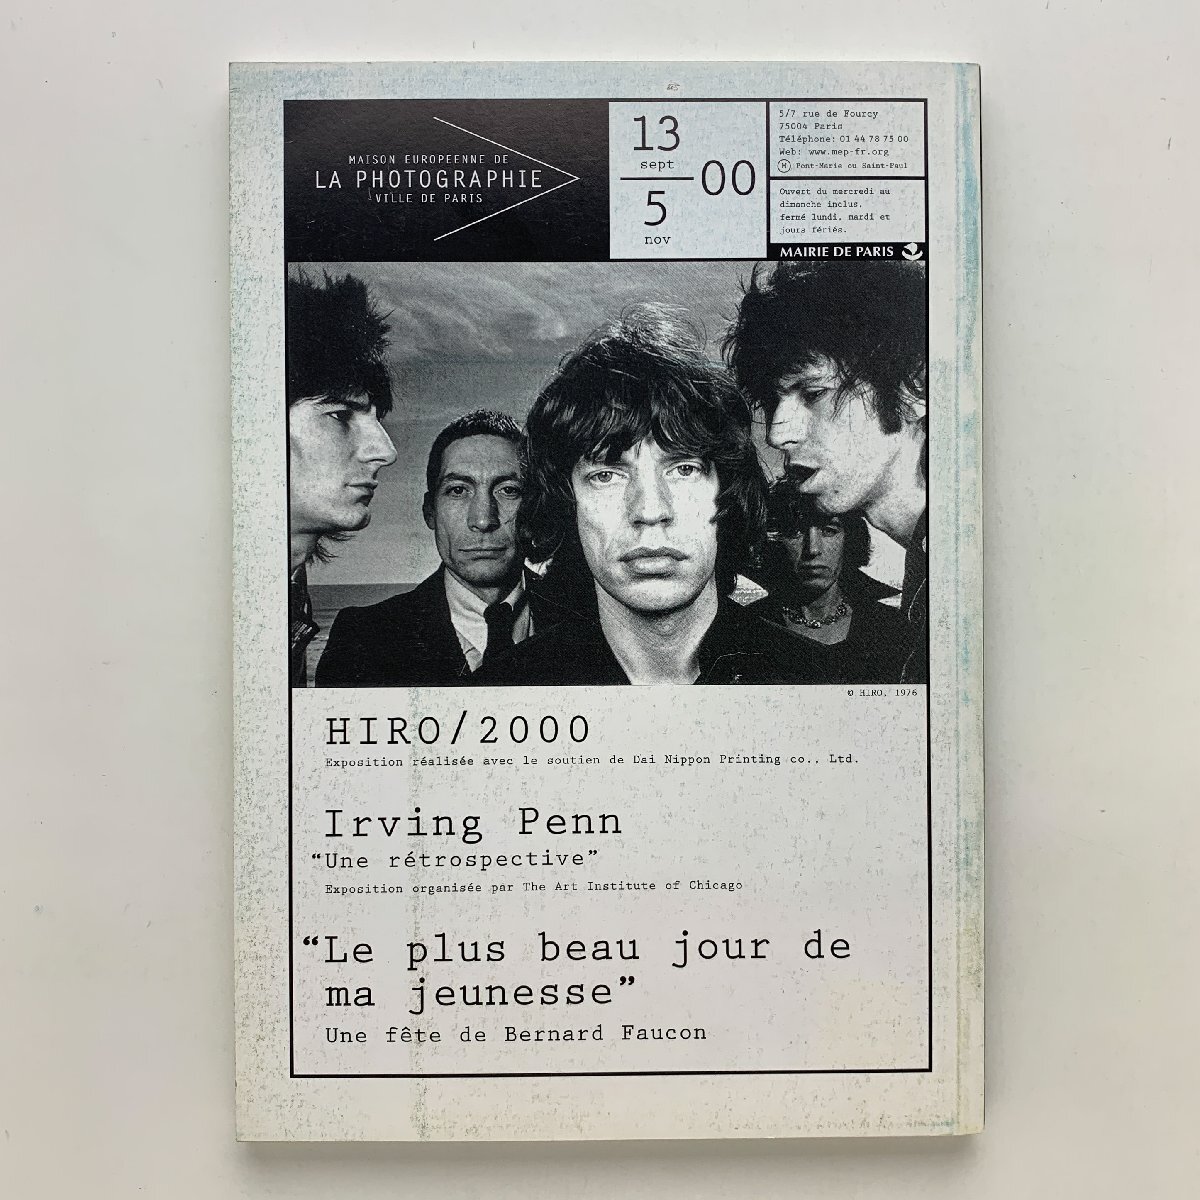 MAISON EUROPEENNE DE
LA PHOTOGRAPHIE
VILLE DE PARIS
13
sept
5
nov
00
5/7 rue de Fourcy
75004 Paris
Téléphone: 01 44 78 75 00
Web: www.mep-fr.org
M Pont-Marie ou Saint-Paul
Ouvert du mercredi au
dimanche inclus,
fermé lundi, mardi et
jours fériés.
MAIRIE DE PARIS
© HIRO, 1976
HIRO/2000
Exposition réalisée avec le soutien de Dai Nippon Printing co., Ltd.
Irving Penn
“Une rétrospective”
Exposition organisée par The Art Institute of Chicago
“Le plus beau jour de
ma jeunesse”
Une fête de Bernard Faucon